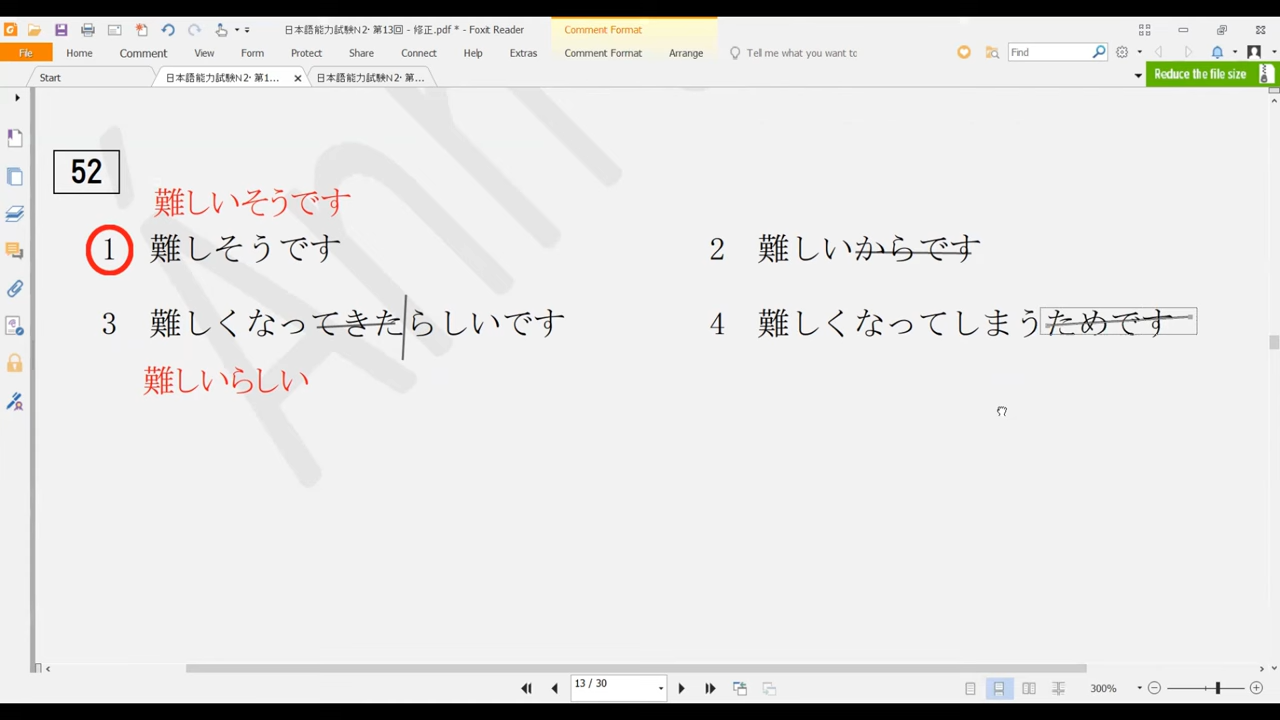 日本語能力試験N2- 第13回 - 修正.pdf * - Foxit Reader
Comment Format
File
Home
Comment
View
Form
Protect
Share
Connect
Help
Extras
Comment Format
Arrange
Tell me what you want to
Find
Start
日本語能力試験N2- 第1...
日本語能力試験N2- 第...
Reduce the file size
52
難しいそうです
1 難しそうです
2 難しいからです
3 難しくなってきたらしいです
4 難しくなってしまうためです
難しいらしい
13 / 30
300%